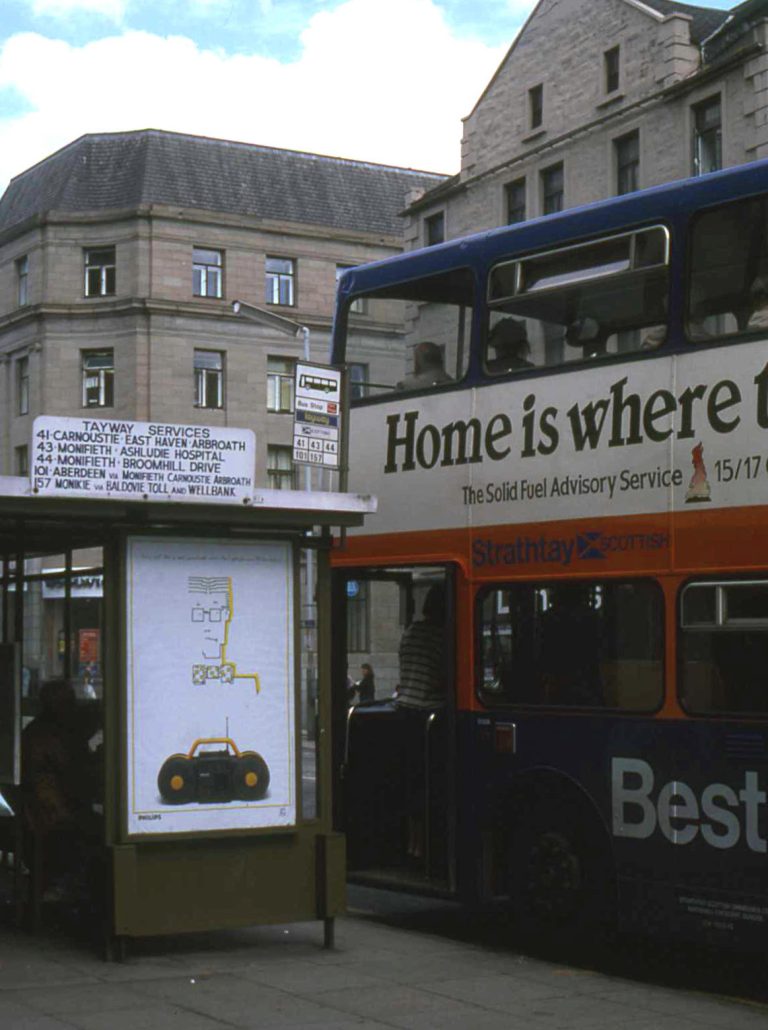 TAYWAY SERVICES
41·CARNOUSTIE·EAST HAVEN·ARBROATH
43·MONIFIETH·ASHLUDIE HOSPITAL
44·MONIFIETH·BROOMHILL DRIVE
101·ABERDEEN VIA MONIFIETH CARNOUSTIE ARBROATH
157 MONIKIE VIA BALDOVIE TOLL AND WELLBANK
Bus Stop
41 43 44
101 157
Home is where t
The Solid Fuel Advisory Service 15/17
Strathtay SCOTTISH
Best
PHILIPS